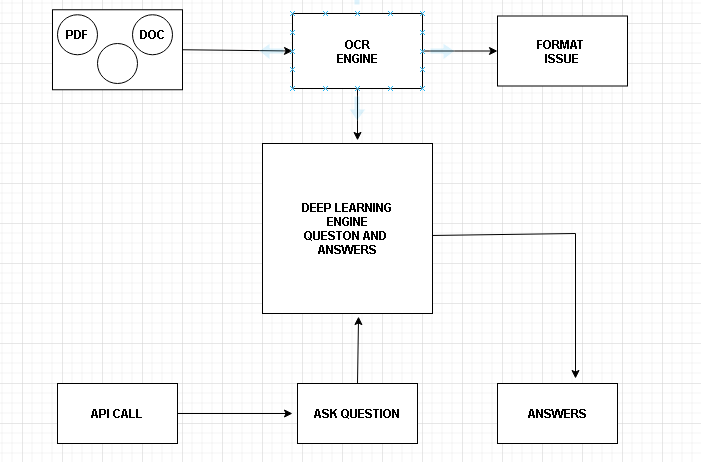 PDF
DOC
OCR
ENGINE
FORMAT
ISSUE
DEEP LEARNING
ENGINE
QUESTON AND
ANSWERS
API CALL
ASK QUESTION
ANSWERS